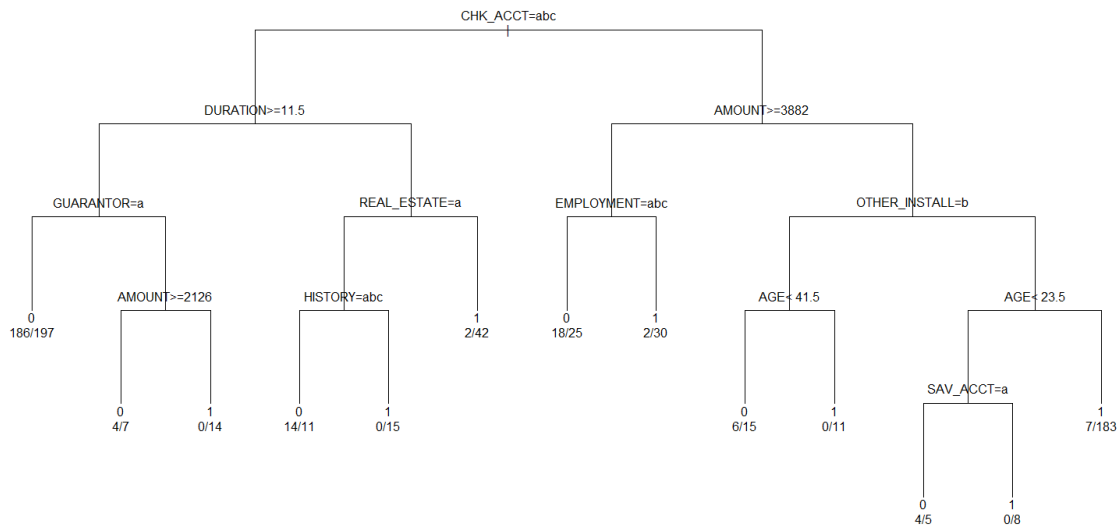 CHK_ACCT=abc
DURATION>=11.5
AMOUNT>=3882
GUARANTOR=a
REAL_ESTATE=a
EMPLOYMENT=abc
OTHER_INSTALL=b
0
186/197
AMOUNT>=2126
HISTORY=abc
1
2/42
0
18/25
1
2/30
AGE< 41.5
AGE< 23.5
0
4/7
1
0/14
0
14/11
1
0/15
0
6/15
1
0/11
SAV_ACCT=a
1
7/183
0
4/5
1
0/8